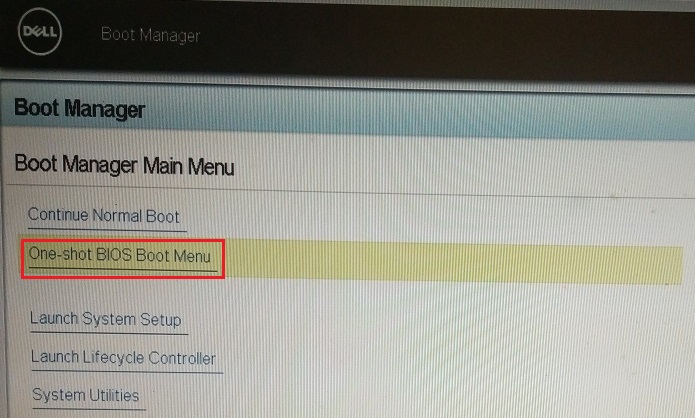 DELL
Boot Manager
Boot Manager
Boot Manager Main Menu
Continue Normal Boot
One-shot BIOS Boot Menu
Launch System Setup
Launch Lifecycle Controller
System Utilities